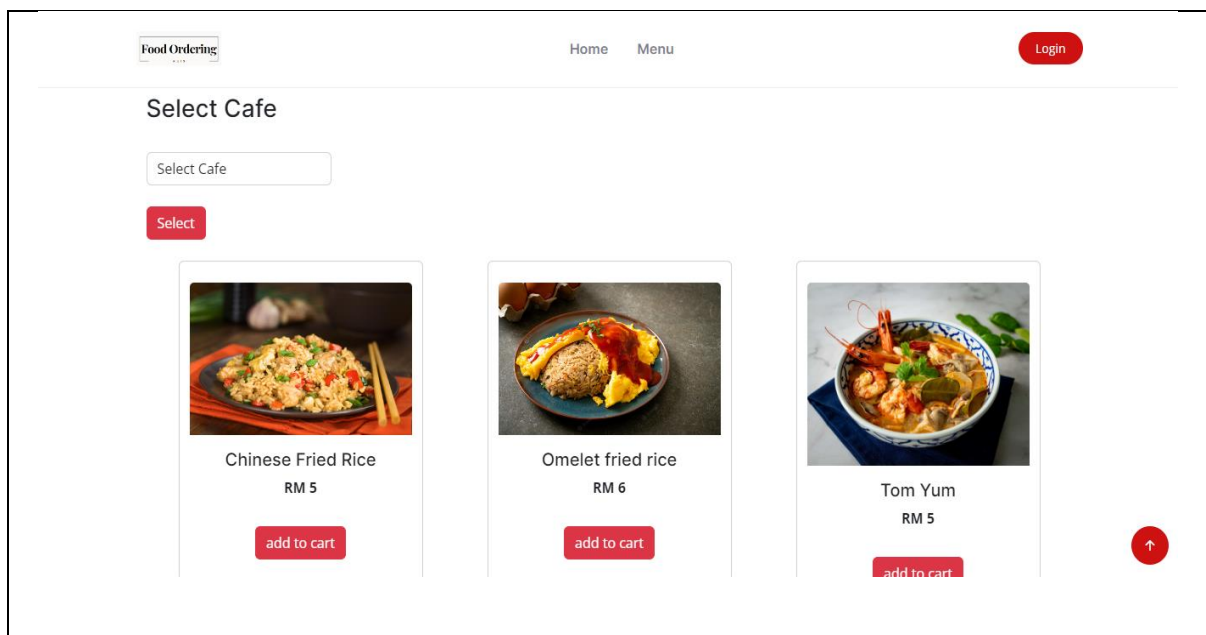 Food Ordering
Home
Menu
Login
Select Cafe
Select Cafe
Select
Chinese Fried Rice
RM 5
add to cart
Omelet fried rice
RM 6
add to cart
Tom Yum
RM 5
add to cart